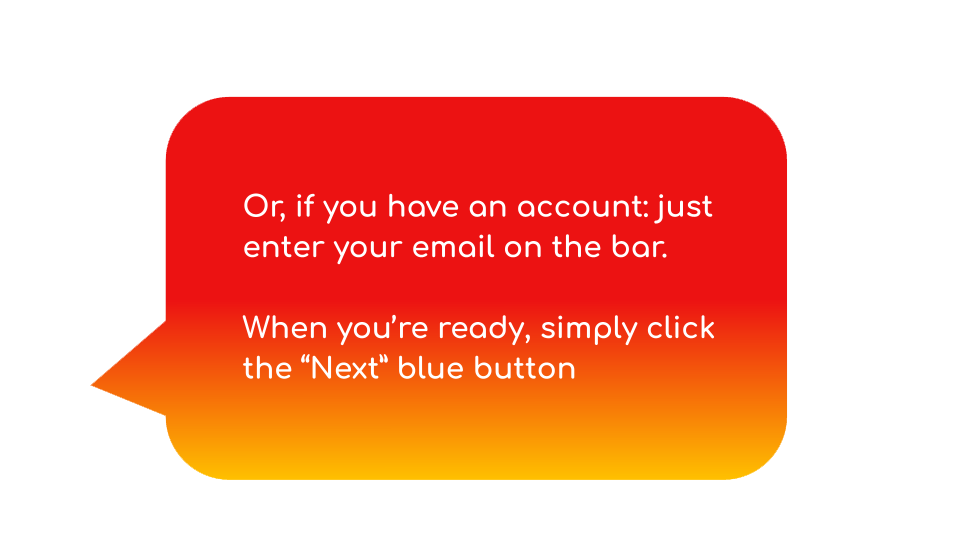 Or, if you have an account: just
enter your email on the bar.
When you’re ready, simply click
the “Next” blue button